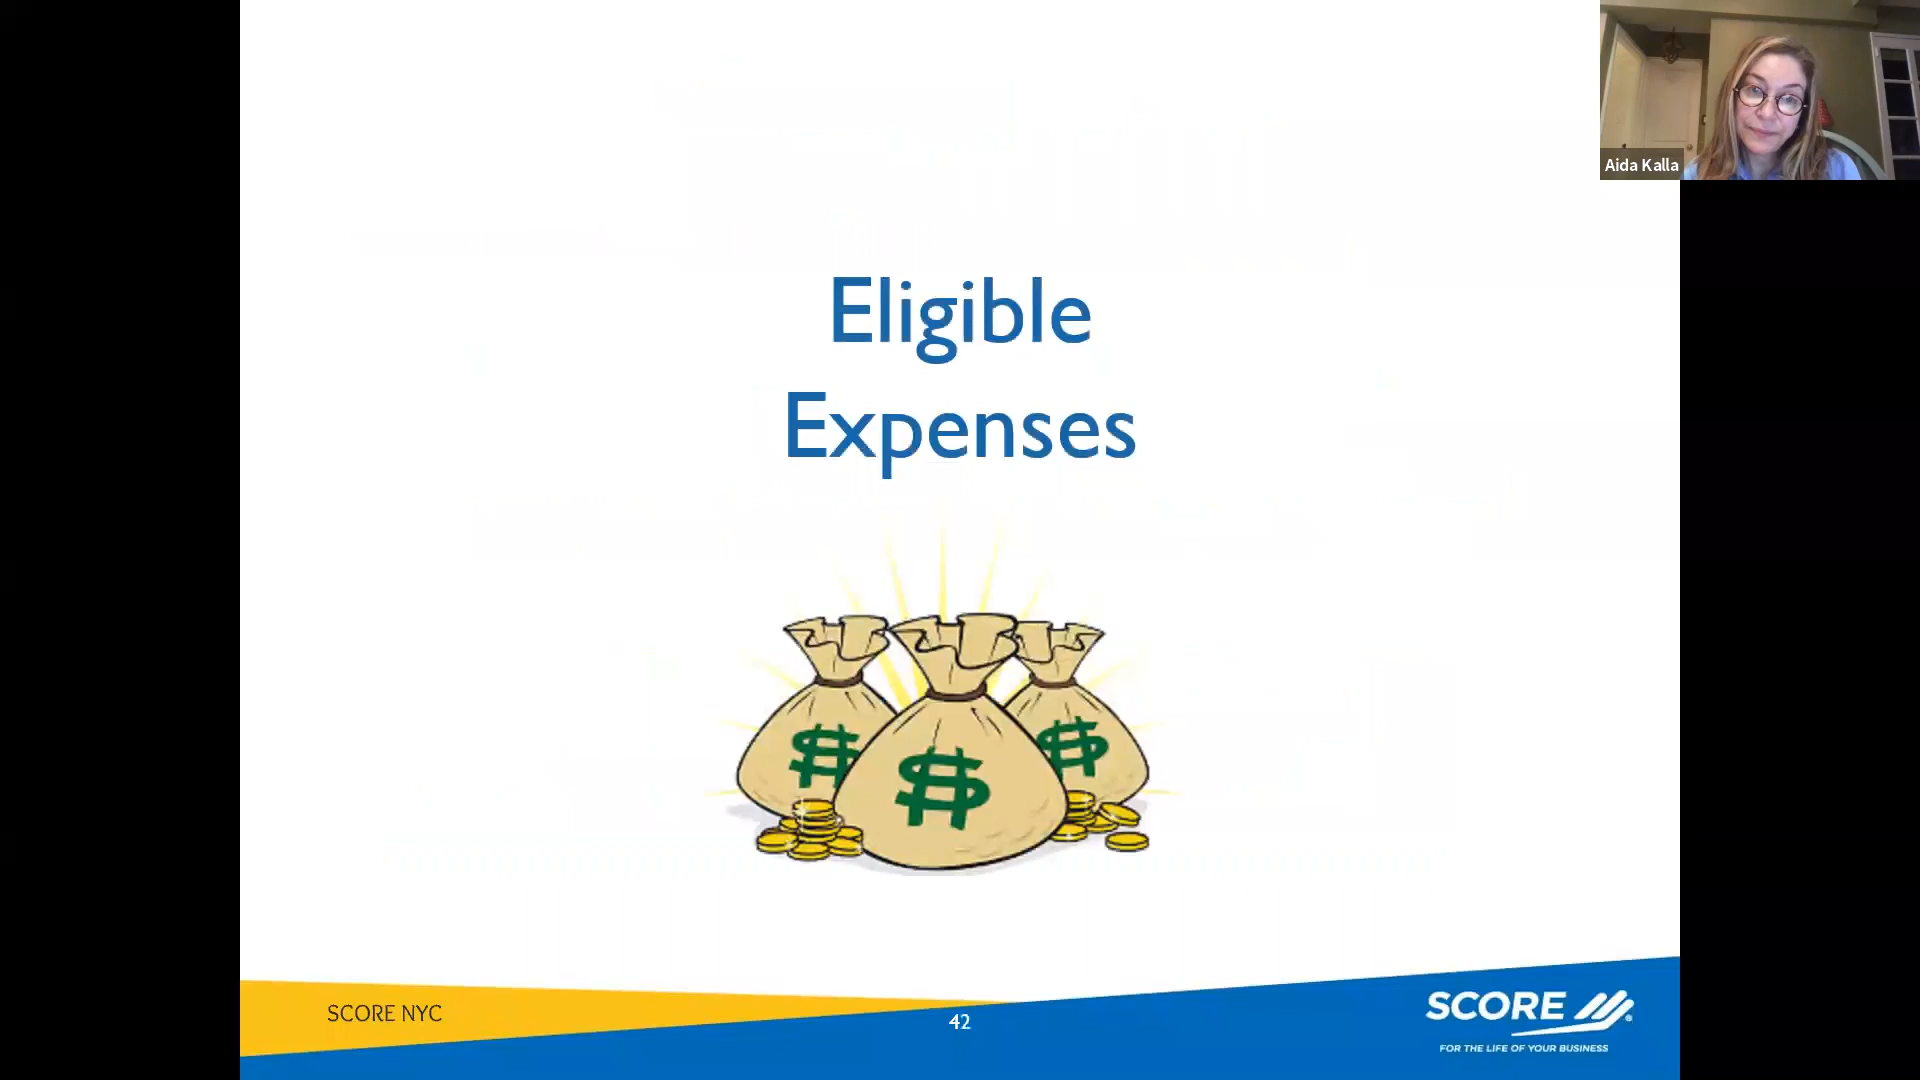 Aida Kalla
Eligible
Expenses
$ $ $
SCORE NYC
42
SCORE
FOR THE LIFE OF YOUR BUSINESS